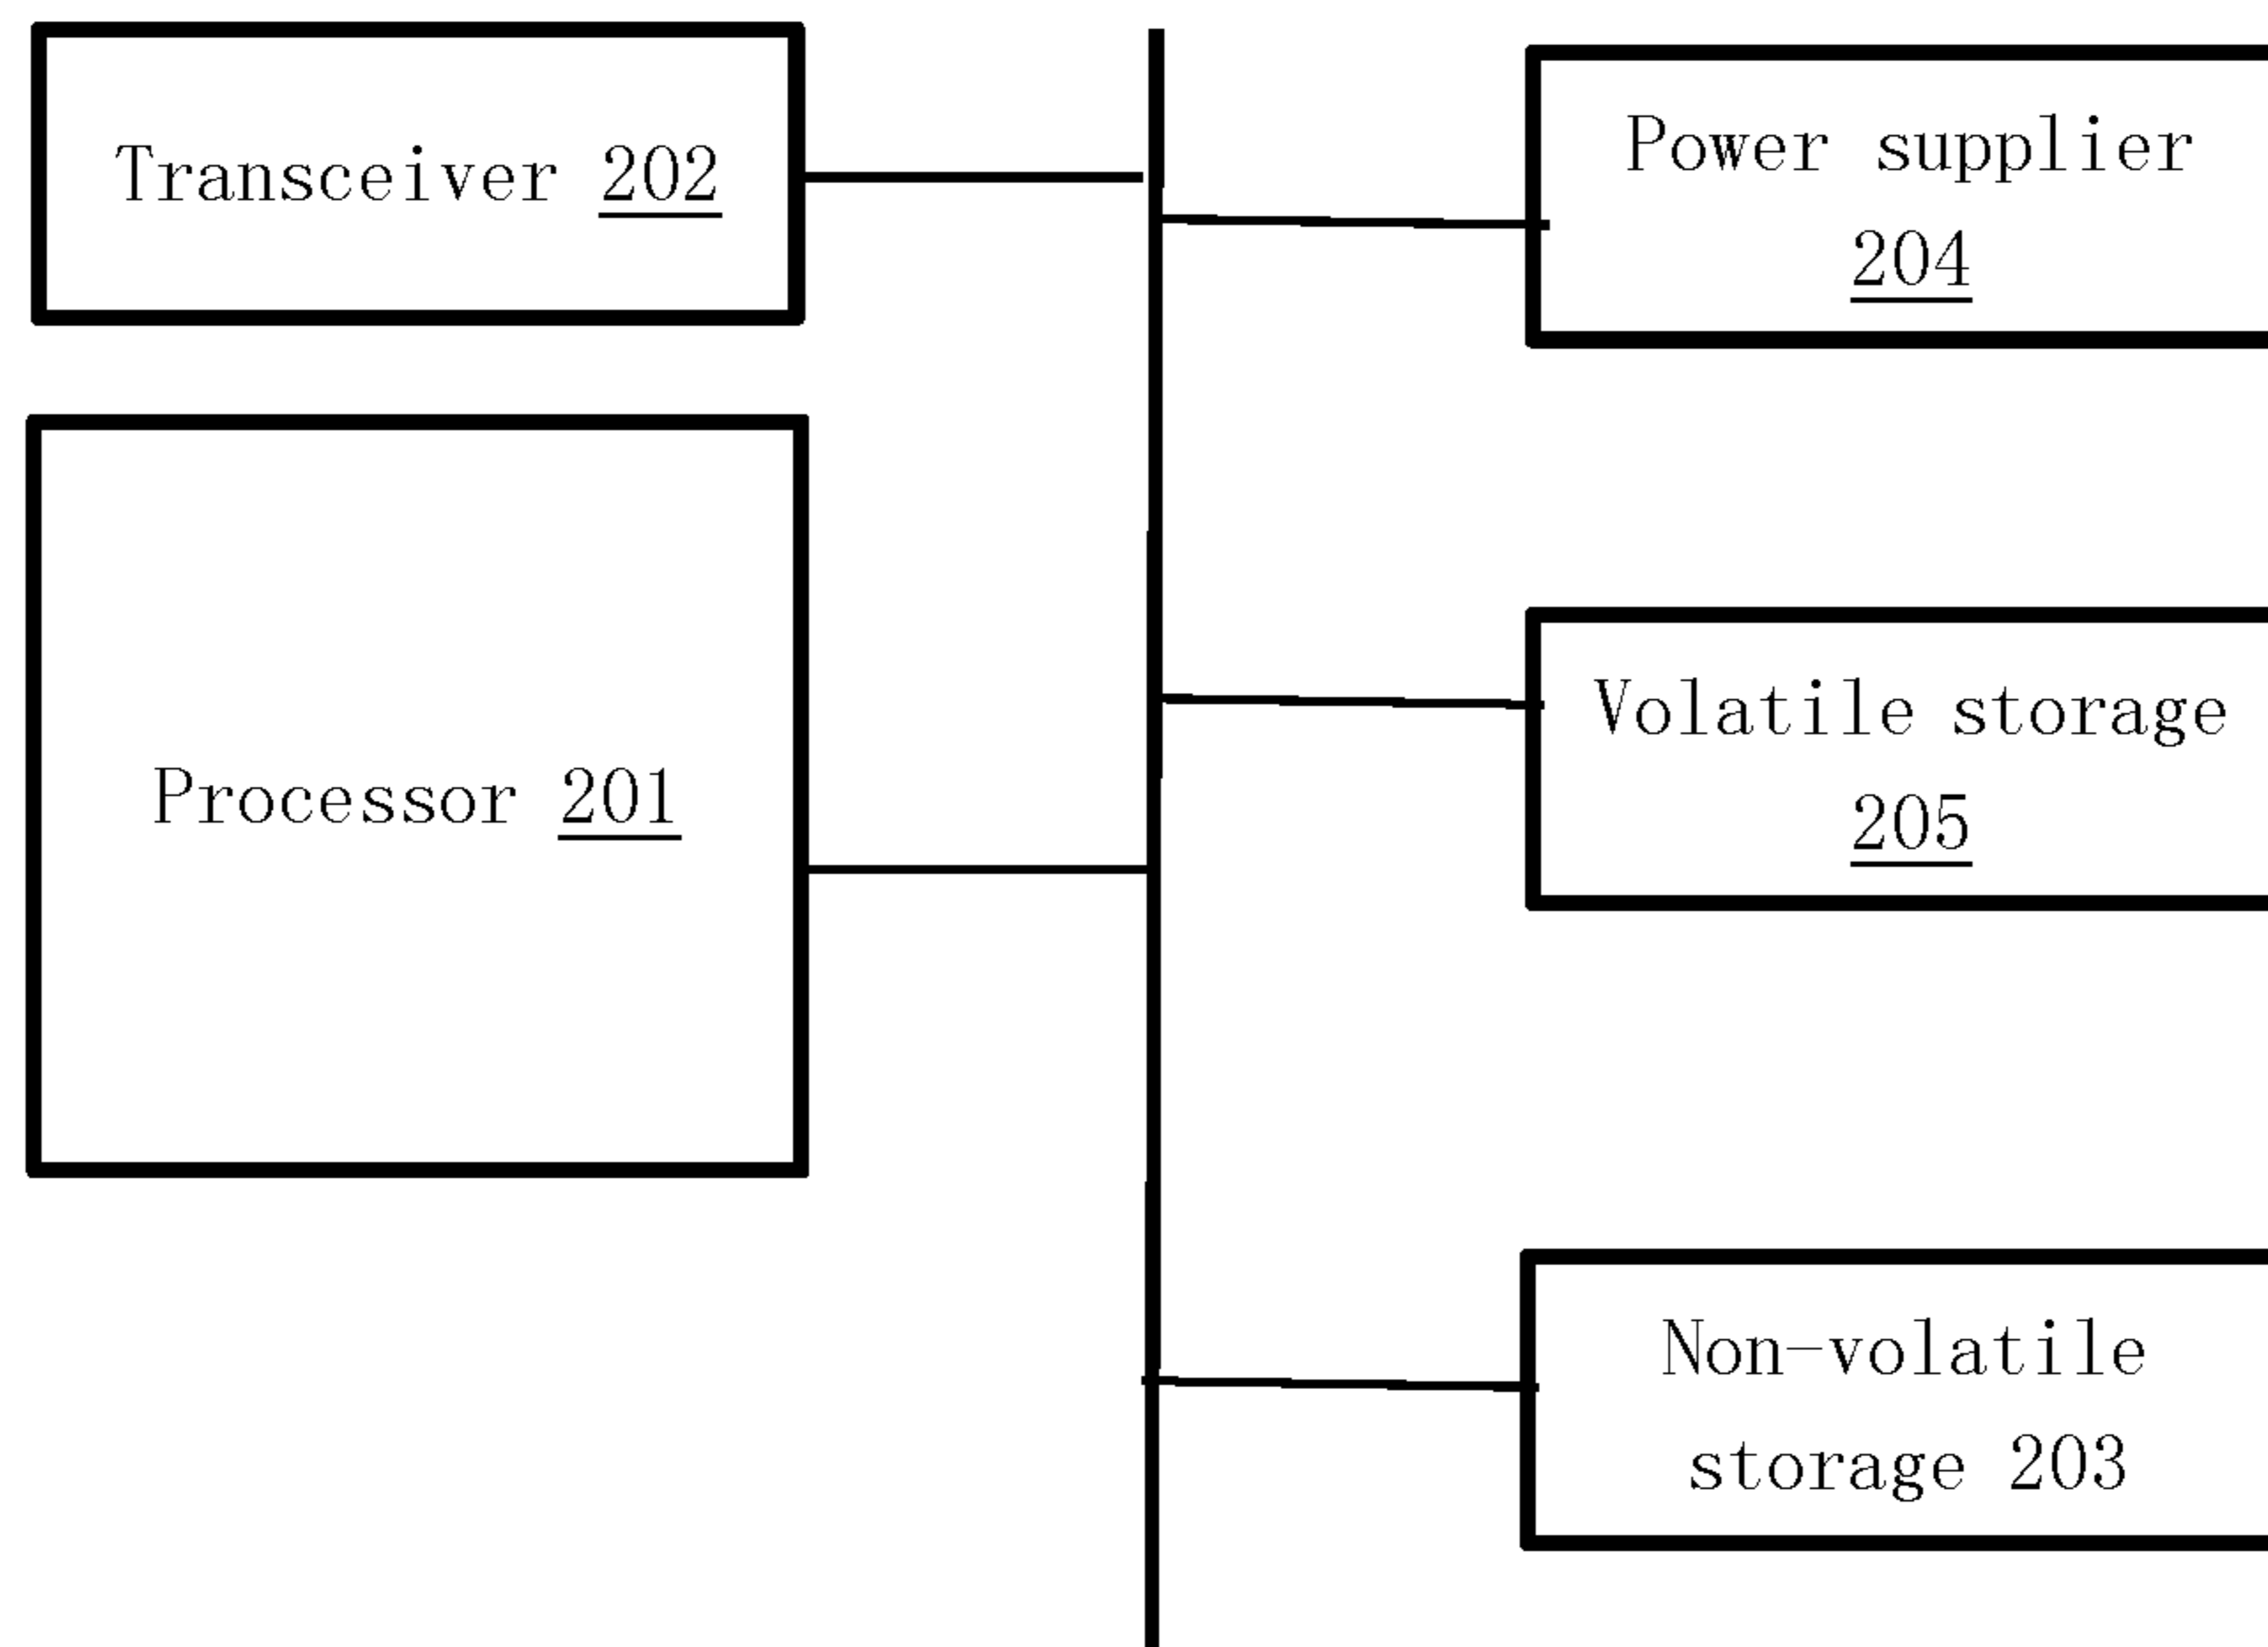 Transceiver 202
Power supplier
204
Processor 201
Volatile storage
205
Non-volatile
storage 203